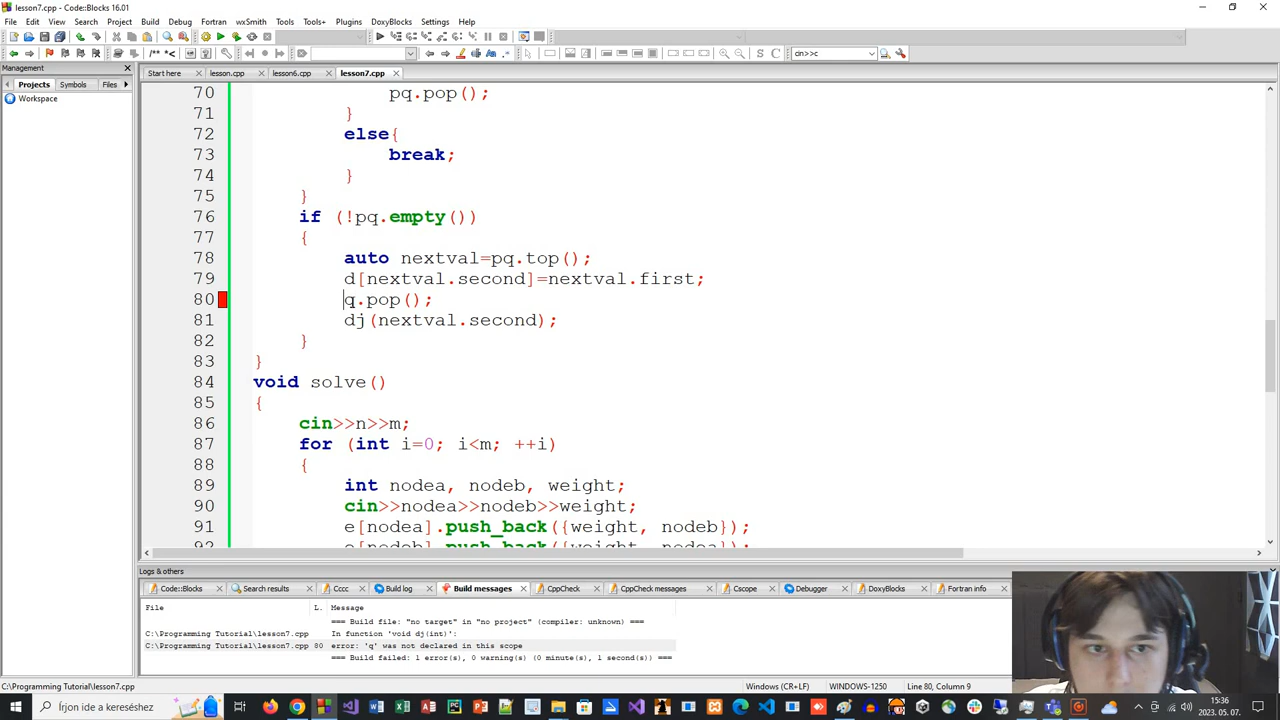 lesson7.cpp - Code::Blocks 16.01
File Edit View Search Project Build Debug Fortran wxSmith Tools Tools+ Plugins DoxyBlocks Settings Help
/** *<
cin>>c
Management
Projects Symbols Files
Workspace
Start here lesson.cpp lesson6.cpp lesson7.cpp
70 pq.pop();
71 }
72 else{
73 break;
74 }
75 }
76 if (!pq.empty())
77 {
78 auto nextval=pq.top();
79 d[nextval.second]=nextval.first;
80 q.pop();
81 dj(nextval.second);
82 }
83 }
84 void solve()
85 {
86 cin>>n>>m;
87 for (int i=0; i<m; ++i)
88 {
89 int nodea, nodeb, weight;
90 cin>>nodea>>nodeb>>weight;
91 e[nodea].push_back({weight, nodeb});
92 e[nodeb].push_back({weight, nodea});
Logs & others
Code::Blocks Search results Cccc Build log Build messages CppCheck CppCheck messages Cscope Debugger DoxyBlocks Fortran info
File L. Message
=== Build file: "no target" in "no project" (compiler: unknown) ===
C:\Programming Tutorial\lesson7.cpp In function 'void dj(int)':
C:\Programming Tutorial\lesson7.cpp 80 error: 'q' was not declared in this scope
=== Build failed: 1 error(s), 0 warning(s) (0 minute(s), 1 second(s)) ===
C:\Programming Tutorial\lesson7.cpp Windows (CR+LF) WINDOWS-1250 Line 80, Column 9
Írjon ide a kereséshez
15:36
2023. 05. 07.